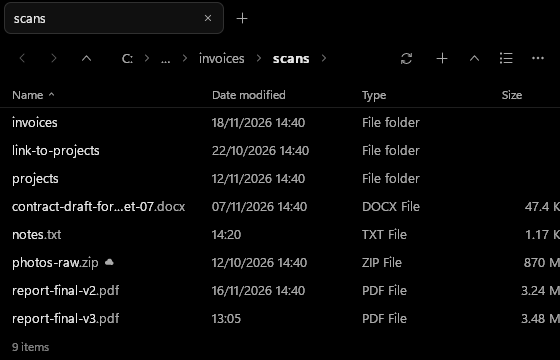 scans
C: ... invoices scans
Name Date modified Type Size
invoices 18/11/2026 14:40 File folder
link-to-projects 22/10/2026 14:40 File folder
projects 12/11/2026 14:40 File folder
contract-draft-for...et-07.docx 07/11/2026 14:40 DOCX File 47.4 K
notes.txt 14:20 TXT File 1.17 K
photos-raw.zip 12/10/2026 14:40 ZIP File 870 M
report-final-v2.pdf 16/11/2026 14:40 PDF File 3.24 M
report-final-v3.pdf 13:05 PDF File 3.48 M
9 items